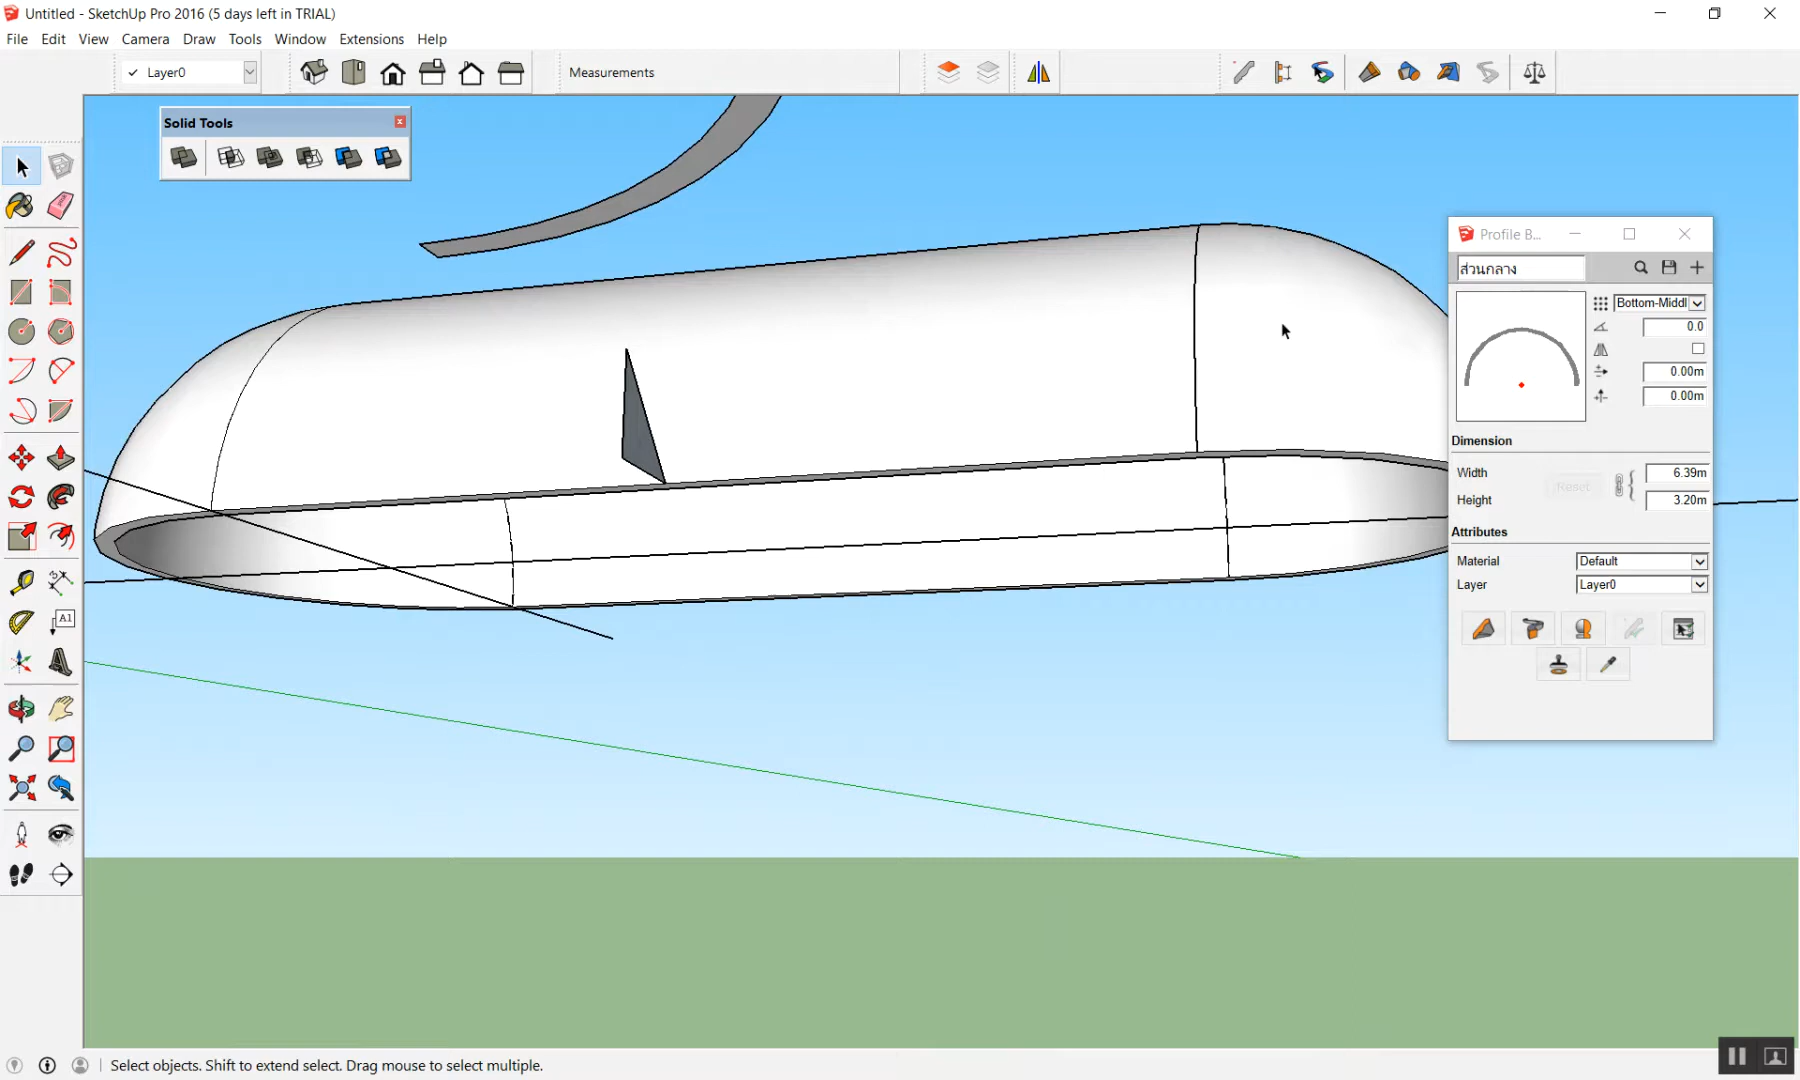 Untitled - SketchUp Pro 2016 (5 days left in TRIAL)
File Edit View Camera Draw Tools Window Extensions Help
Layer0
Measurements
Solid Tools
Profile B...
ส่วนกลาง
Bottom-Middl
0.0
0.00m
0.00m
Dimension
Width 6.39m
Reset
Height 3.20m
Attributes
Material Default
Layer Layer0
A1
Select objects. Shift to extend select. Drag mouse to select multiple.